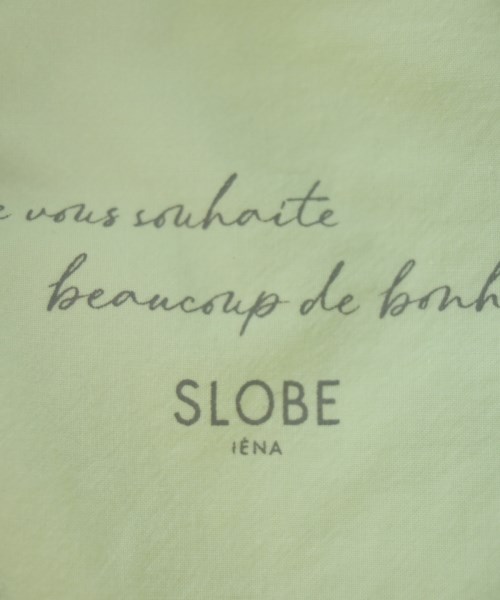 e vous souhaite
beaucoup de bonh
SLOBE
IÉNA